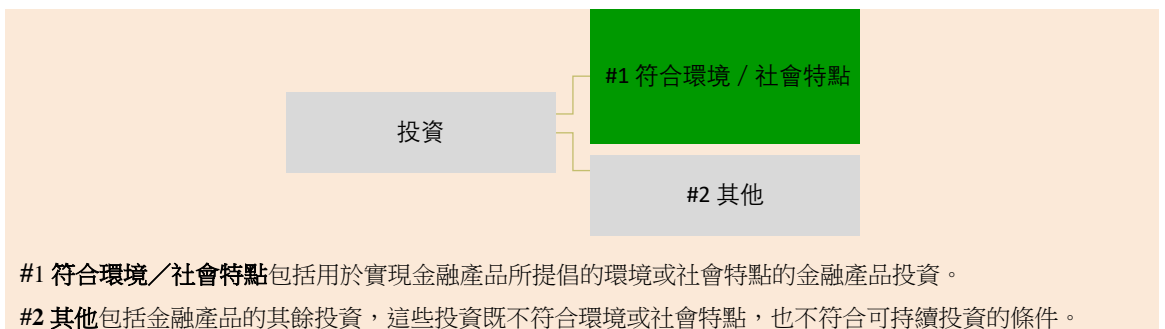 #1 符合環境／社會特點
投資
#2 其他
#1 符合環境／社會特點包括用於實現金融產品所提倡的環境或社會特點的金融產品投資。
#2 其他包括金融產品的其餘投資，這些投資既不符合環境或社會特點，也不符合可持續投資的條件。